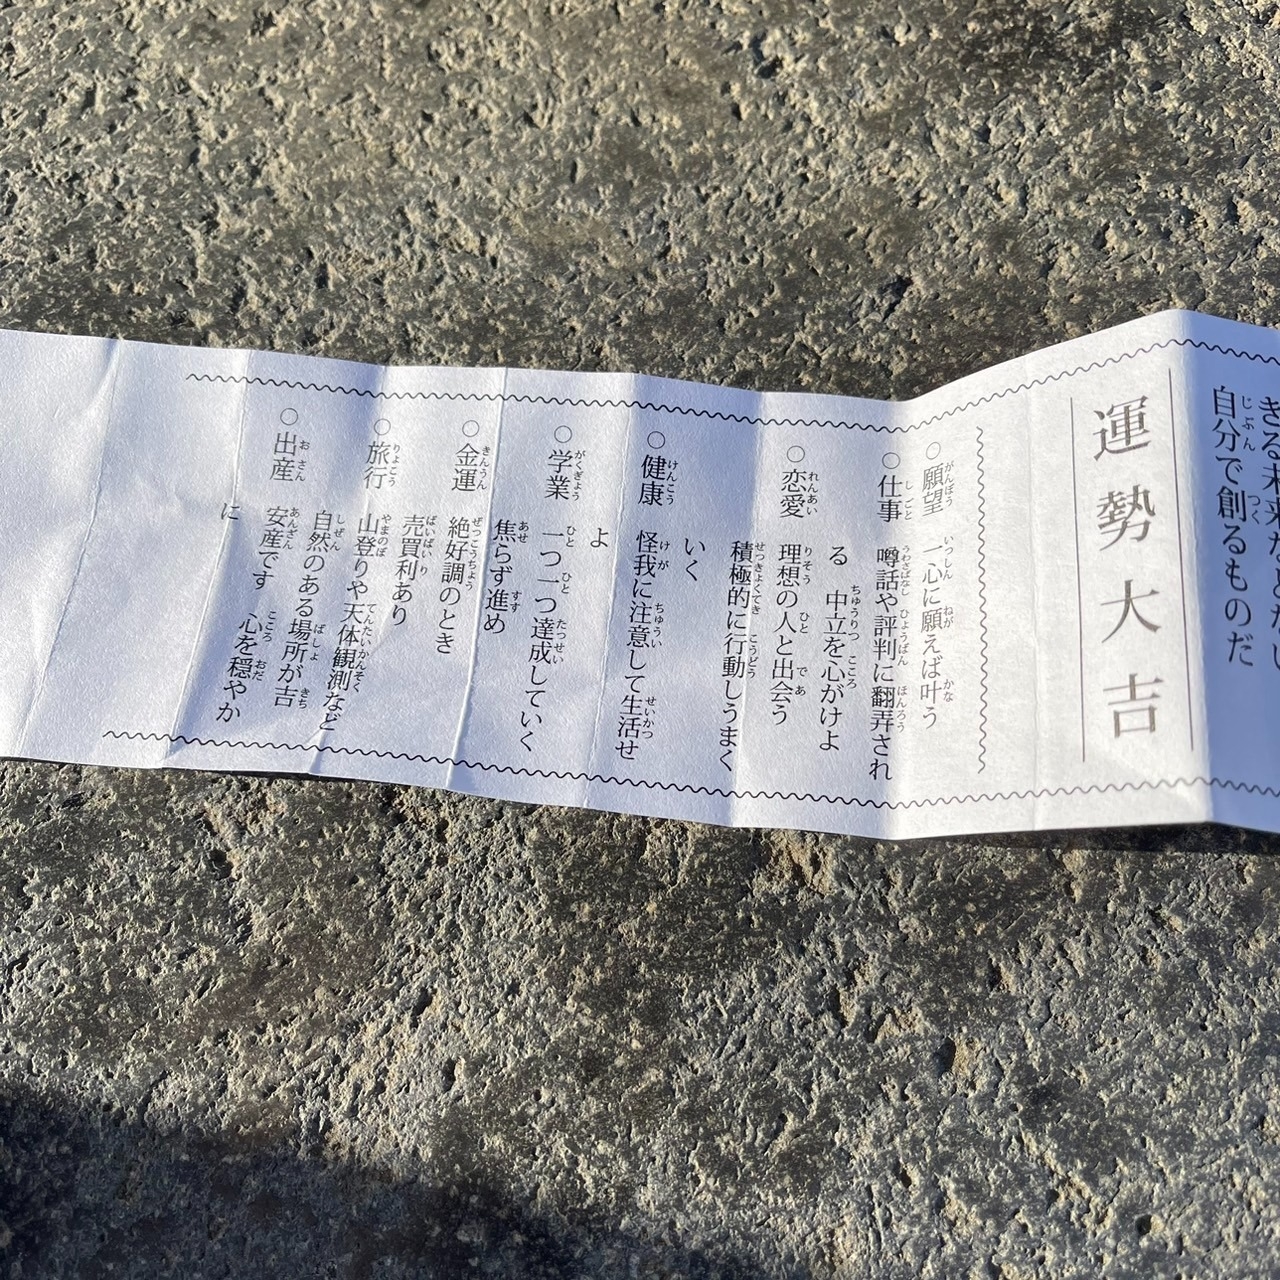 自分で創るものだ
運勢大吉
○願望 一心に願えば叶う
○仕事 噂話や評判に翻弄され
る 中立を心がけよ
○恋愛 理想の人と出会う
積極的に行動しうまく
いく
○健康 怪我に注意して生活せ
よ
○学業 一つ一つ達成していく
焦らず進め
○金運 絶好調のとき
売買利あり
○旅行 山登りや天体観測など
自然のある場所が吉
○出産 安産です 心を穏やか
に